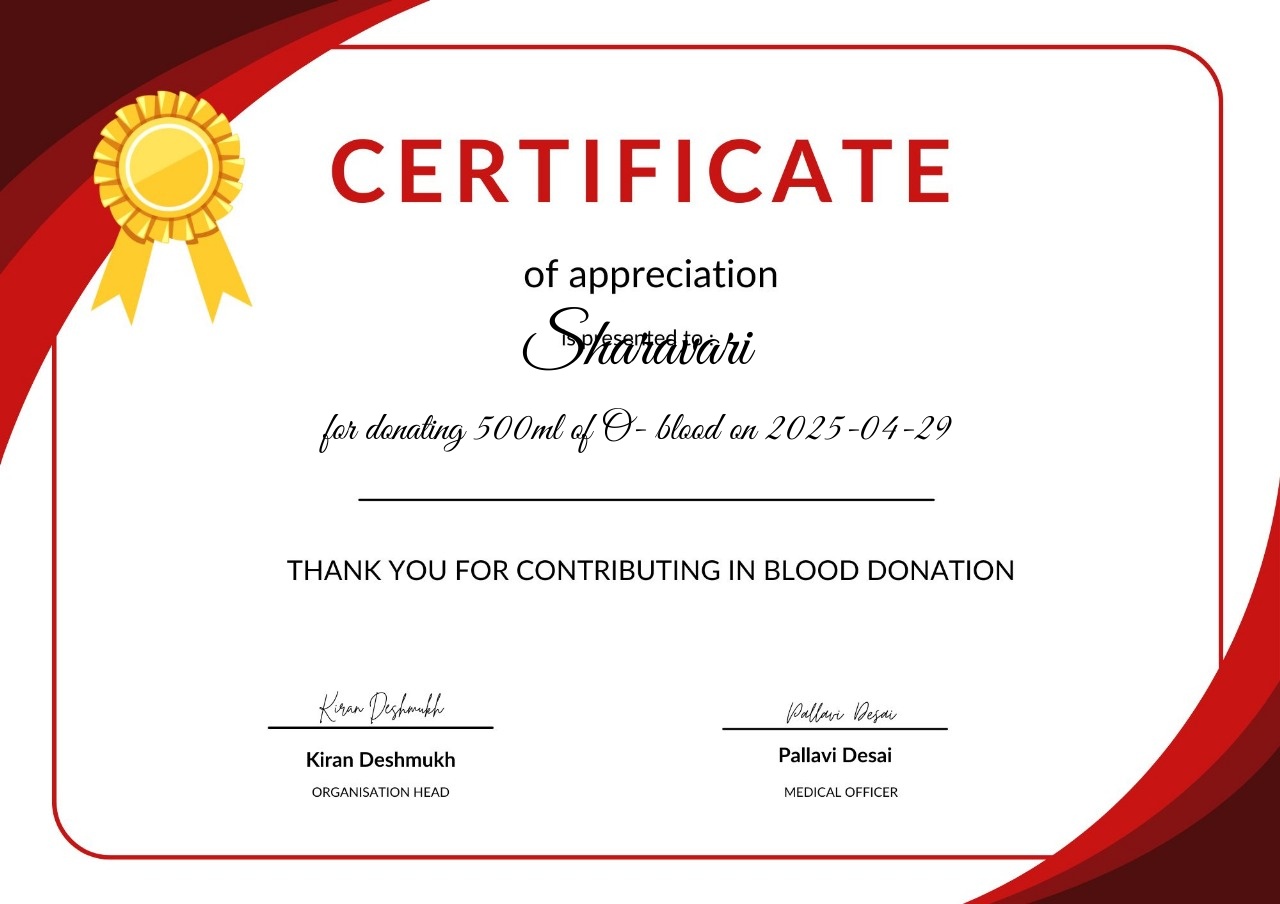 CERTIFICATE
of appreciation
is presented to :
Sharavari
for donating 500ml of O- blood on 2025-04-29
THANK YOU FOR CONTRIBUTING IN BLOOD DONATION
Kiran Deshmukh
Pallavi Desai
Kiran Deshmukh
Pallavi Desai
ORGANISATION HEAD
MEDICAL OFFICER